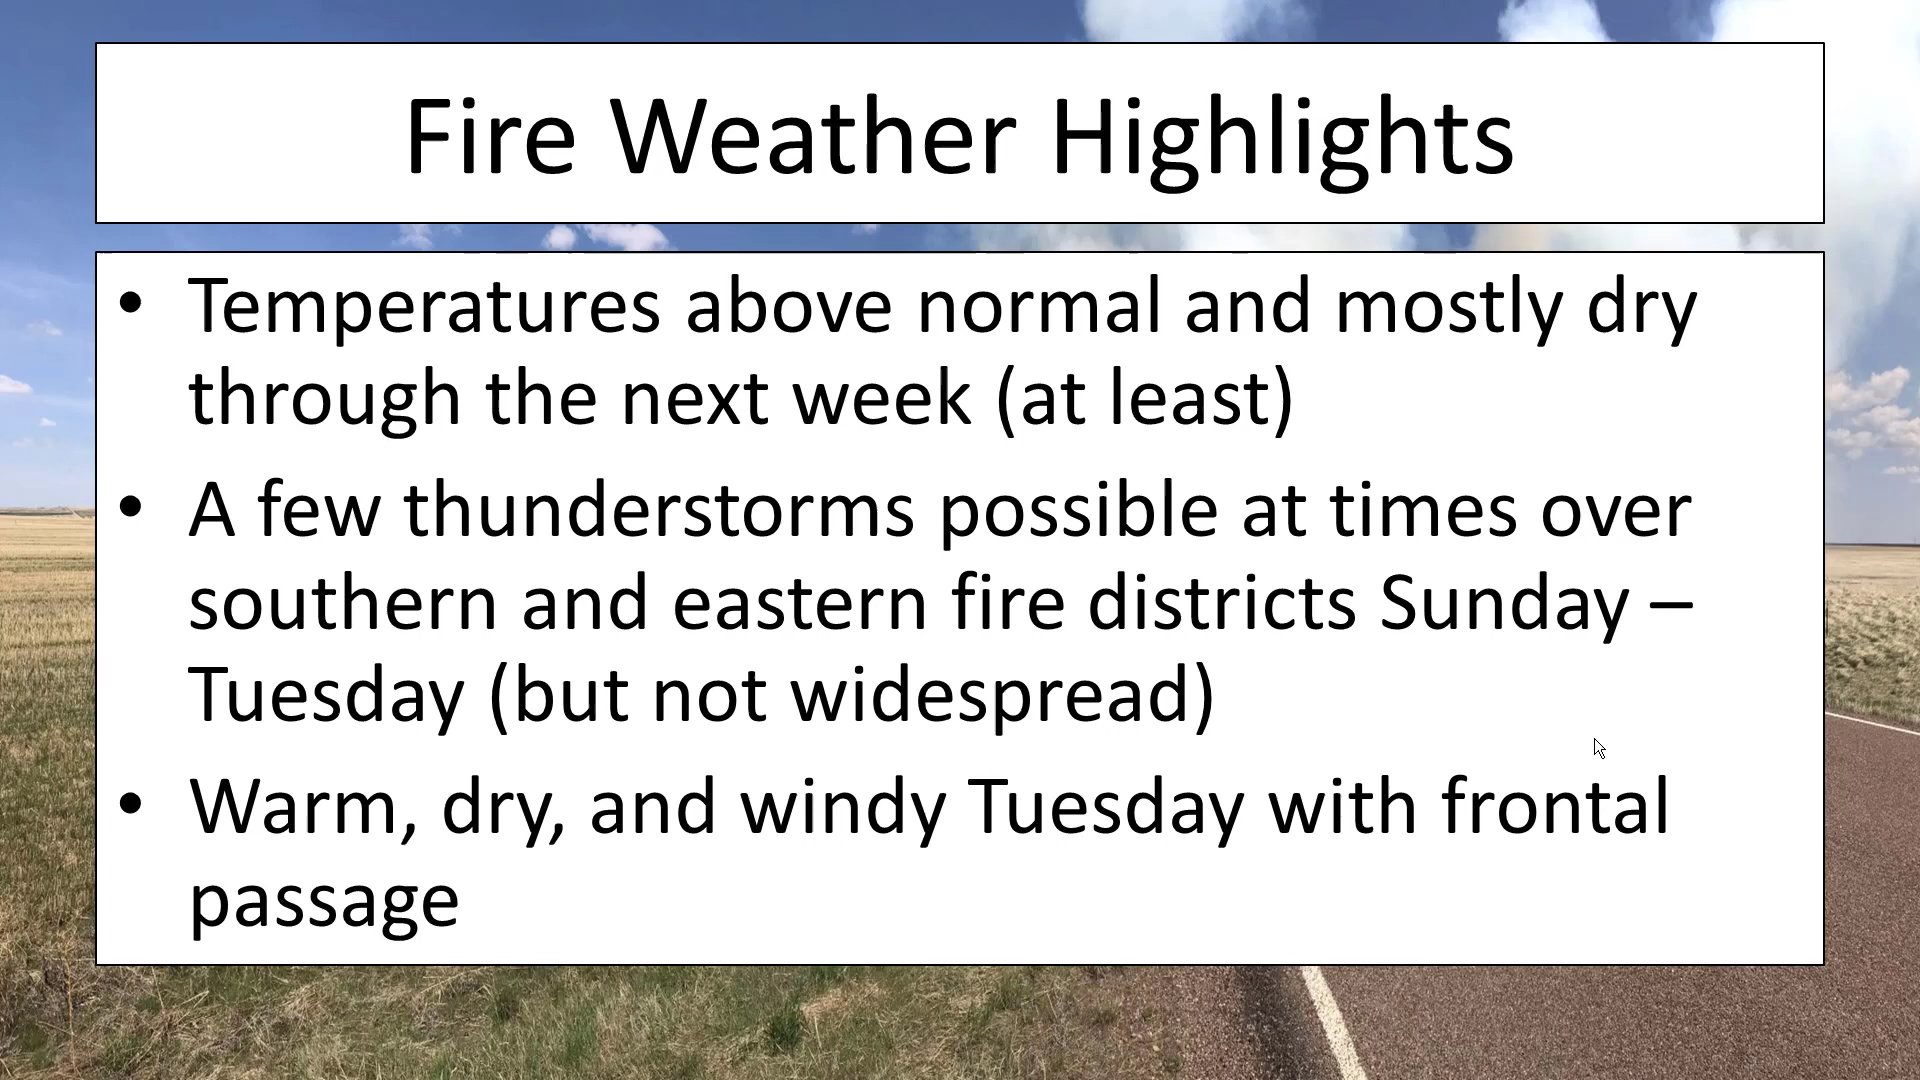 Fire Weather Highlights
• Temperatures above normal and mostly dry
through the next week (at least)
• A few thunderstorms possible at times over
southern and eastern fire districts Sunday –
Tuesday (but not widespread)
• Warm, dry, and windy Tuesday with frontal
passage